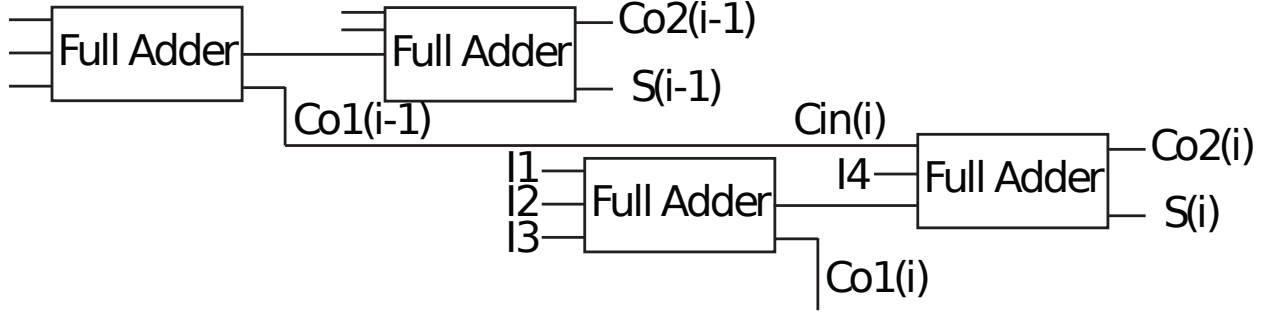 Full Adder
Full Adder
Co2(i-1)
S(i-1)
Co1(i-1)
Cin(i)
I1
I2
I3
Full Adder
I4
Full Adder
Co2(i)
S(i)
Co1(i)